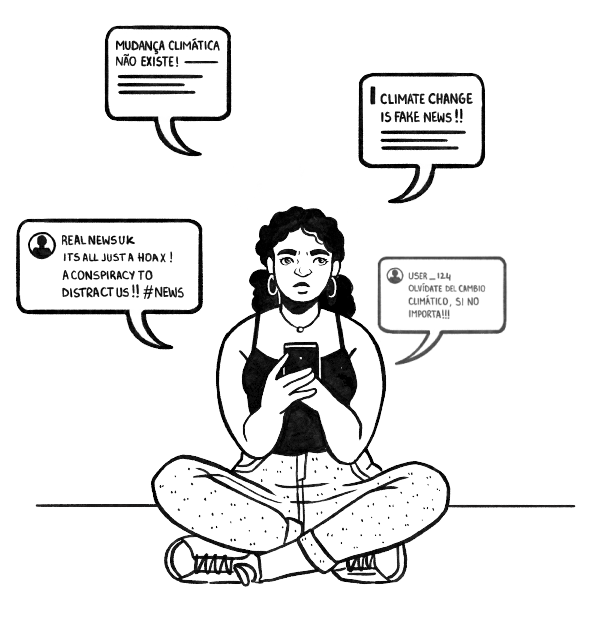 MUDANÇA CLIMÁTICA
NÃO EXISTE!
CLIMATE CHANGE
IS FAKE NEWS!!
REALNEWSUK
ITS ALL JUST A HOAX!
A CONSPIRACY TO
DISTRACT US!! #NEWS
USER_124
OLVÍDATE DEL CAMBIO
CLIMÁTICO, SI NO
IMPORTA!!!